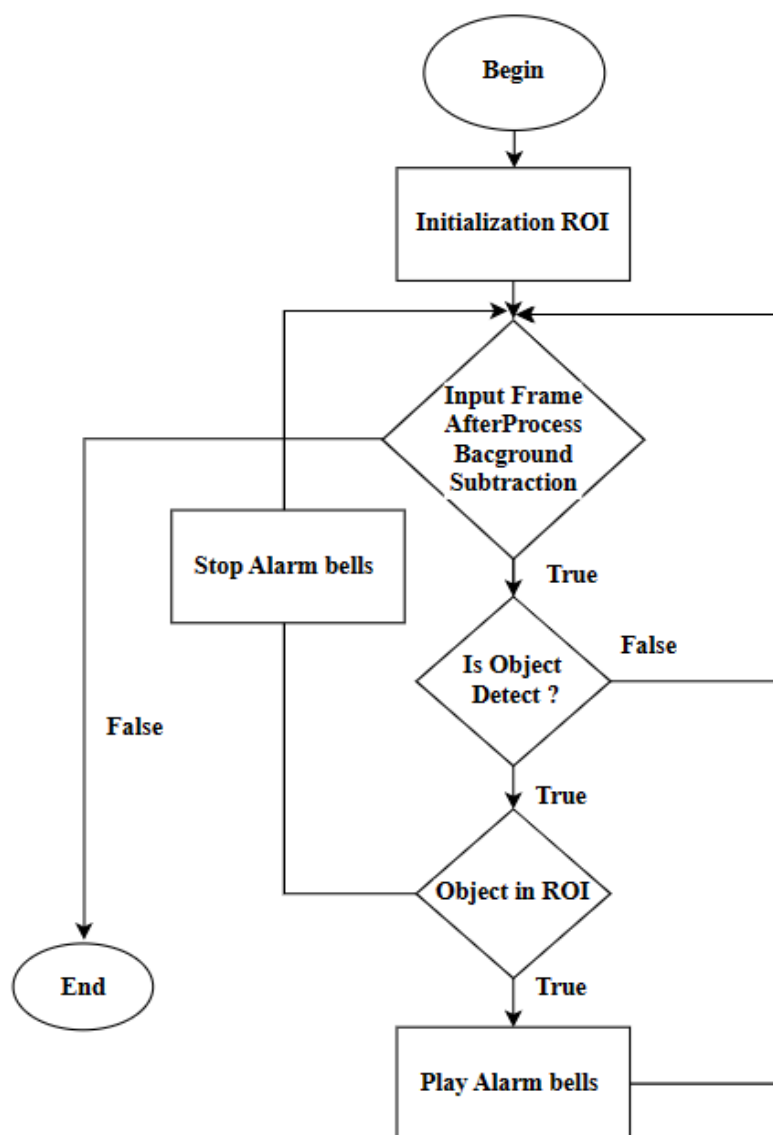 Begin
Initialization ROI
Input Frame
AfterProcess
Bacground
Subtraction
True
Stop Alarm bells
Is Object
Detect ?
False
False
True
Object in ROI
True
End
Play Alarm bells